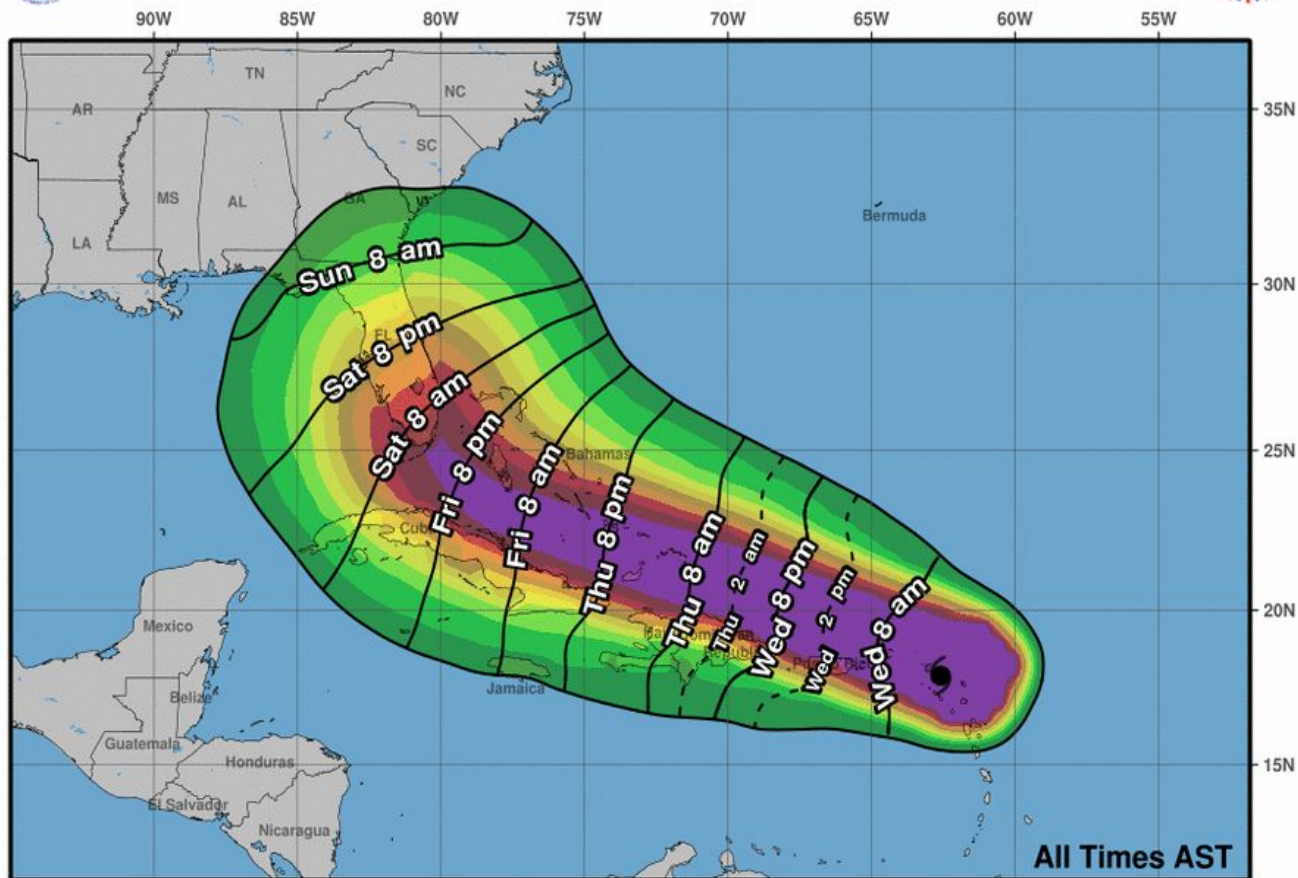 90W 85W 80W 75W 70W 65W 60W 55W
TN
NC
AR
35N
SC
MS
AL
GA
Bermuda
LA
Sun 8 am
30N
FL
Sat 8 pm
Sat 8 am
Fri 8 pm
Fri 8 am
Thu 8 pm
Thu 8 am
Thu 2 am
Wed 8 pm
Wed 2 pm
Wed 8 am
Bahamas
25N
Cuba
20N
Mexico
Jamaica
Belize
Guatemala
Honduras
15N
El Salvador
Nicaragua
All Times AST